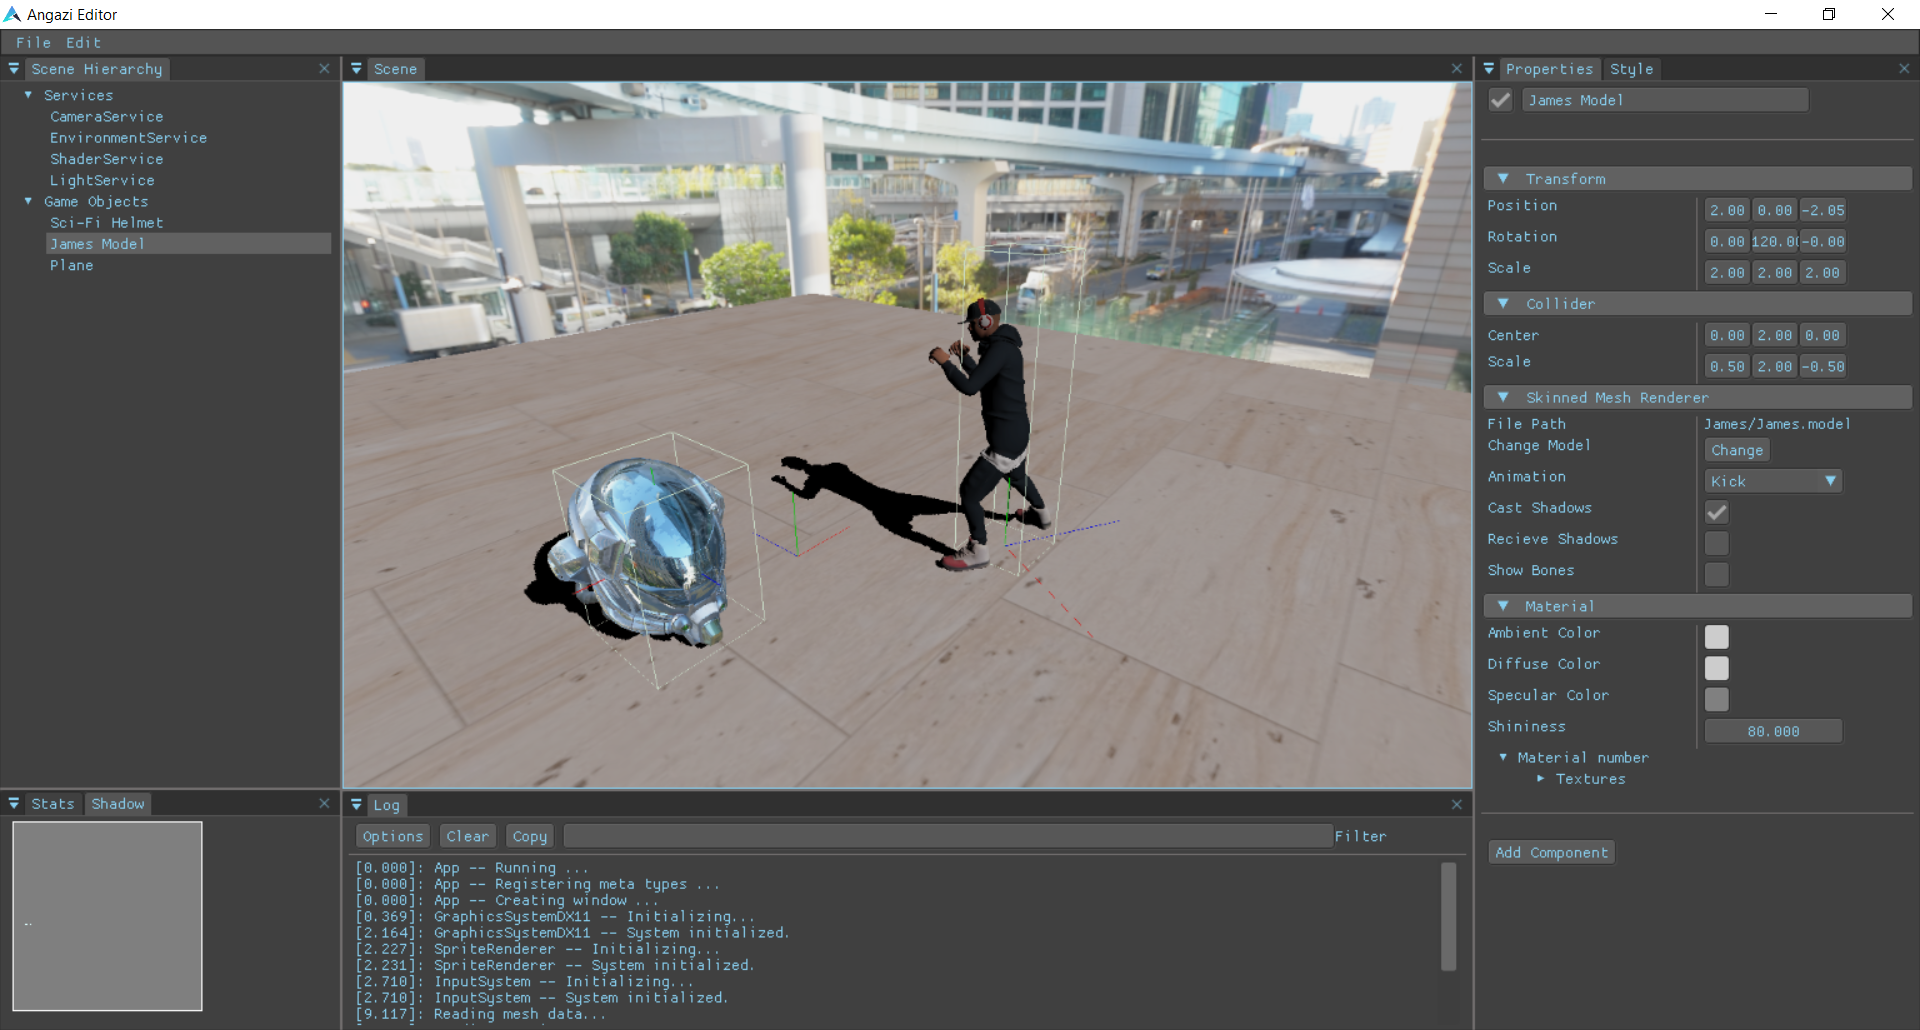 Angazi Editor
File Edit
Scene Hierarchy
Services
CameraService
EnvironmentService
ShaderService
LightService
Game Objects
Sci-Fi Helmet
James Model
Plane
Scene
Properties Style
James Model
Transform
Position 2.00 0.00 -2.05
Rotation 0.00 120.0 -0.00
Scale 2.00 2.00 2.00
Collider
Center 0.00 2.00 0.00
Scale 0.50 2.00 -0.50
Skinned Mesh Renderer
File Path James/James.model
Change Model Change
Animation Kick
Cast Shadows
Recieve Shadows
Show Bones
Material
Ambient Color
Diffuse Color
Specular Color
Shininess 80.000
Material number
Textures
Add Component
Stats Shadow
Log
Options Clear Copy Filter
[0.000]: App -- Running ...
[0.000]: App -- Registering meta types ...
[0.000]: App -- Creating window ...
[0.369]: GraphicsSystemDX11 -- Initializing...
[2.164]: GraphicsSystemDX11 -- System initialized.
[2.227]: SpriteRenderer -- Initializing...
[2.231]: SpriteRenderer -- System initialized.
[2.710]: InputSystem -- Initializing...
[2.710]: InputSystem -- System initialized.
[9.117]: Reading mesh data...